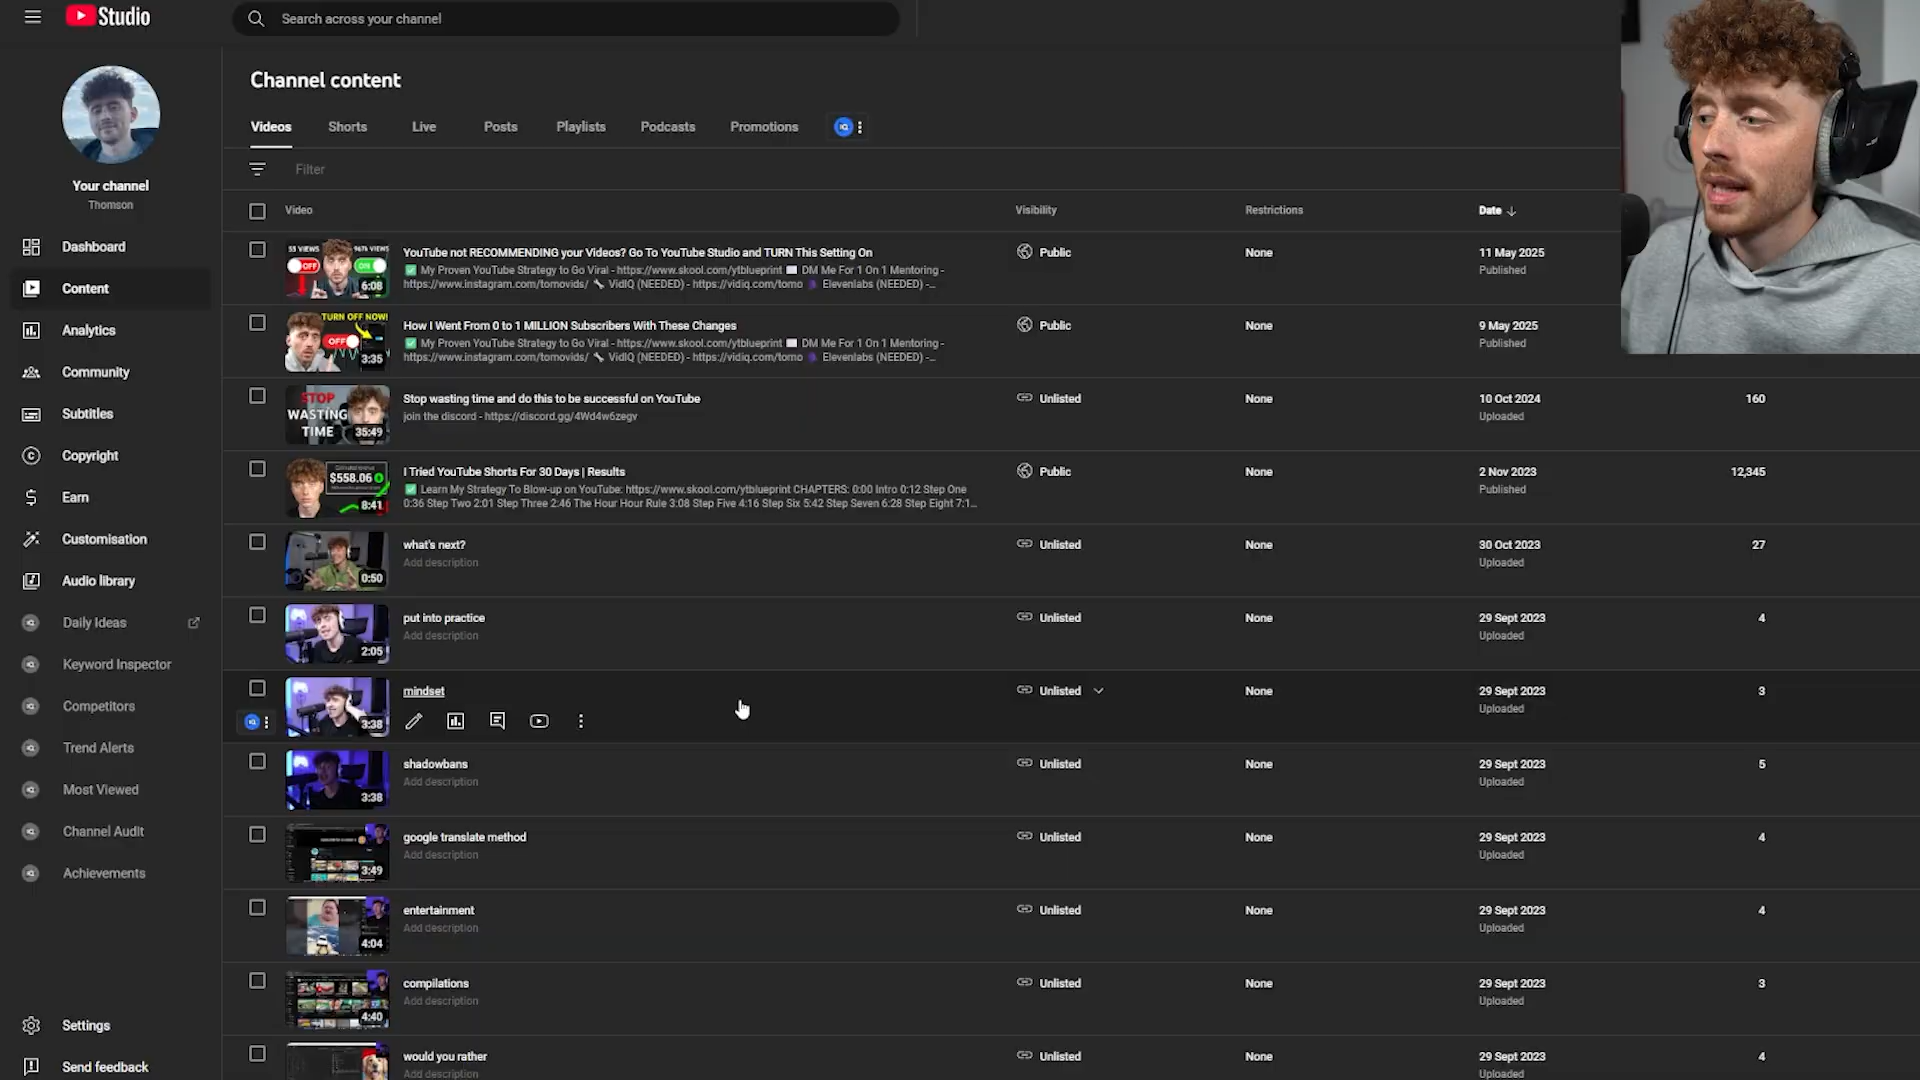 Studio
Search across your channel
Channel content
Videos
Shorts
Live
Posts
Playlists
Podcasts
Promotions
Filter
Your channel
Thomson
Dashboard
Content
Analytics
Community
Subtitles
Copyright
Earn
Customisation
Audio library
Daily Ideas
Keyword Inspector
Competitors
Trend Alerts
Most Viewed
Channel Audit
Achievements
Settings
Send feedback
Video
Visibility
Restrictions
Date
OFF
ON
6:08
YouTube not RECOMMENDING your Videos? Go To YouTube Studio and TURN This Setting On
✅ My Proven YouTube Strategy to Go Viral - https://www.skool.com/ytblueprint DM Me For 1 On 1 Mentoring -
https://www.instagram.com/tomovids/ 🔧 VidIQ (NEEDED) - https://vidiq.com/tomo Elevenlabs (NEEDED) -...
Public
None
11 May 2025
Published
TURN OFF NOW!
OFF
3:35
How I Went From 0 to 1 MILLION Subscribers With These Changes
✅ My Proven YouTube Strategy to Go Viral - https://www.skool.com/ytblueprint DM Me For 1 On 1 Mentoring -
https://www.instagram.com/tomovids/ 🔧 VidIQ (NEEDED) - https://vidiq.com/tomo Elevenlabs (NEEDED) -...
Public
None
9 May 2025
Published
STOP
WASTING
TIME
35:49
Stop wasting time and do this to be successful on YouTube
join the discord - https://discord.gg/4Wd4w6zegv
Unlisted
None
10 Oct 2024
Uploaded
160
$558.06
8:41
I Tried YouTube Shorts For 30 Days | Results
✅ Learn My Strategy To Blow-up on YouTube: https://www.skool.com/ytblueprint CHAPTERS: 0:00 Intro 0:12 Step One
0:36 Step Two 2:01 Step Three 2:46 The Hour Hour Rule 3:08 Step Five 4:16 Step Six 5:42 Step Seven 6:28 Step Eight 7:1...
Public
None
2 Nov 2023
Published
12,345
0:50
what's next?
Add description
Unlisted
None
30 Oct 2023
Uploaded
27
2:05
put into practice
Add description
Unlisted
None
29 Sept 2023
Uploaded
4
3:38
mindset
Unlisted
None
29 Sept 2023
Uploaded
3
3:38
shadowbans
Add description
Unlisted
None
29 Sept 2023
Uploaded
5
3:49
google translate method
Add description
Unlisted
None
29 Sept 2023
Uploaded
4
4:04
entertainment
Add description
Unlisted
None
29 Sept 2023
Uploaded
4
4:40
compilations
Add description
Unlisted
None
29 Sept 2023
Uploaded
3
would you rather
Add description
Unlisted
None
29 Sept 2023
Uploaded
4